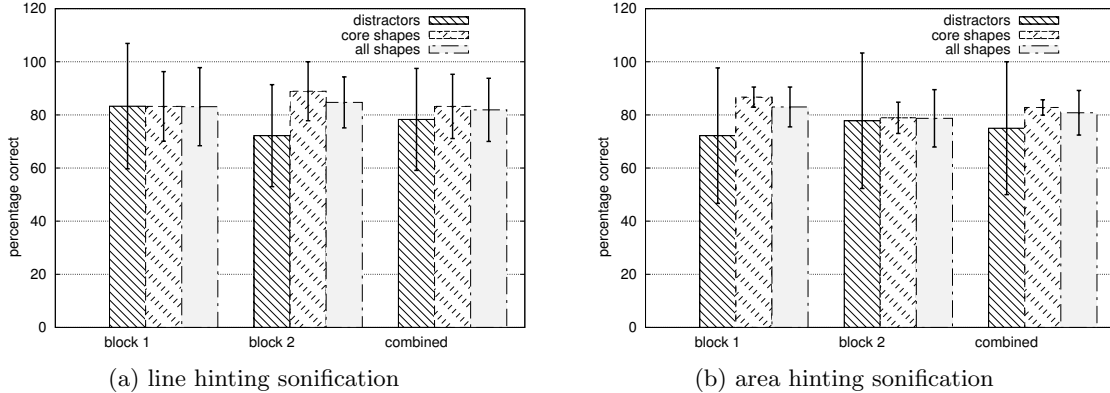 120
100
80
60
40
20
0
percentage correct
distractors
core shapes
all shapes
block 1 block 2 combined
(a) line hinting sonification
120
100
80
60
40
20
0
percentage correct
distractors
core shapes
all shapes
block 1 block 2 combined
(b) area hinting sonification